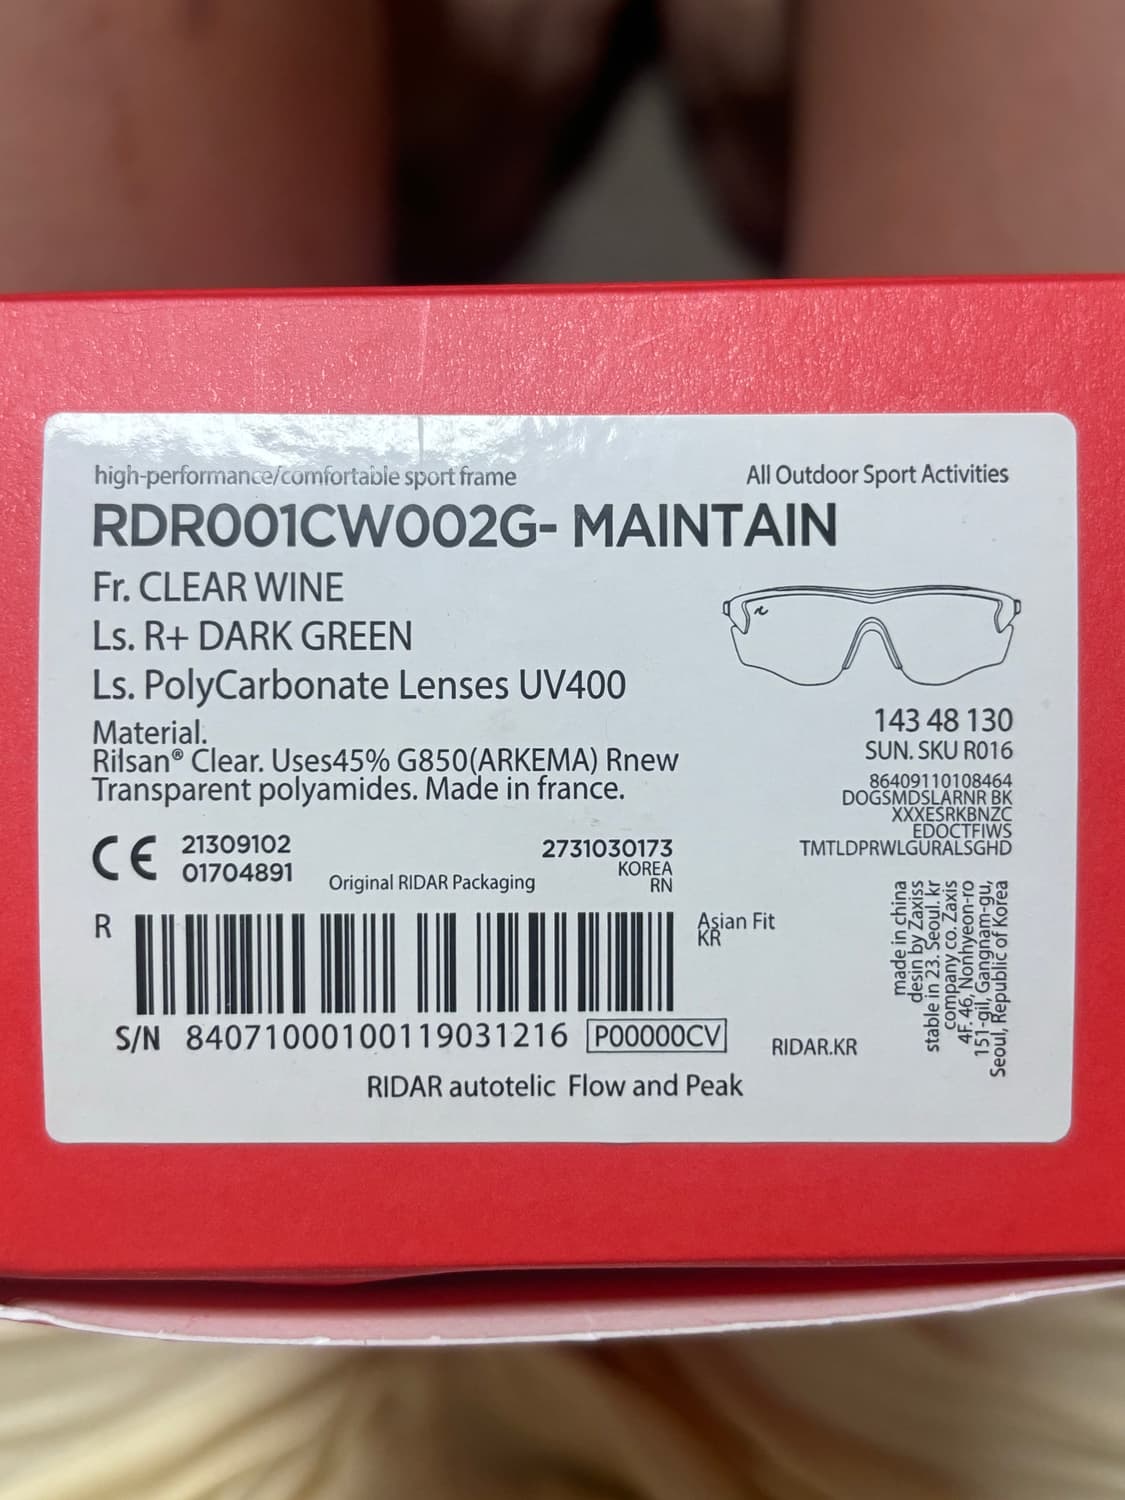 high-performance/comfortable sport frame
All Outdoor Sport Activities
RDR001CW002G- MAINTAIN
Fr. CLEAR WINE
Ls. R+ DARK GREEN
Ls. PolyCarbonate Lenses UV400
Material.
Rilsan® Clear. Uses45% G850(ARKEMA) Rnew
Transparent polyamides. Made in france.
143 48 130
SUN. SKU R016
86409110108464
DOGSMDSLARNR BK
XXXESRKBNZC
EDOCTFIWS
TMTLDPRWLGURALSGHD
CE
21309102
01704891
Original RIDAR Packaging
2731030173
KOREA
RN
R
Asian Fit
KR
S/N 84071000100119031216 P00000CV
RIDAR.KR
RIDAR autotelic Flow and Peak
made in china
desin by Zaxiss
stable in 23. Seoul. kr
company co. Zaxis
4F. 46, Nonhyeon-ro
151-gil, Gangnam-gu,
Seoul, Republic of Korea